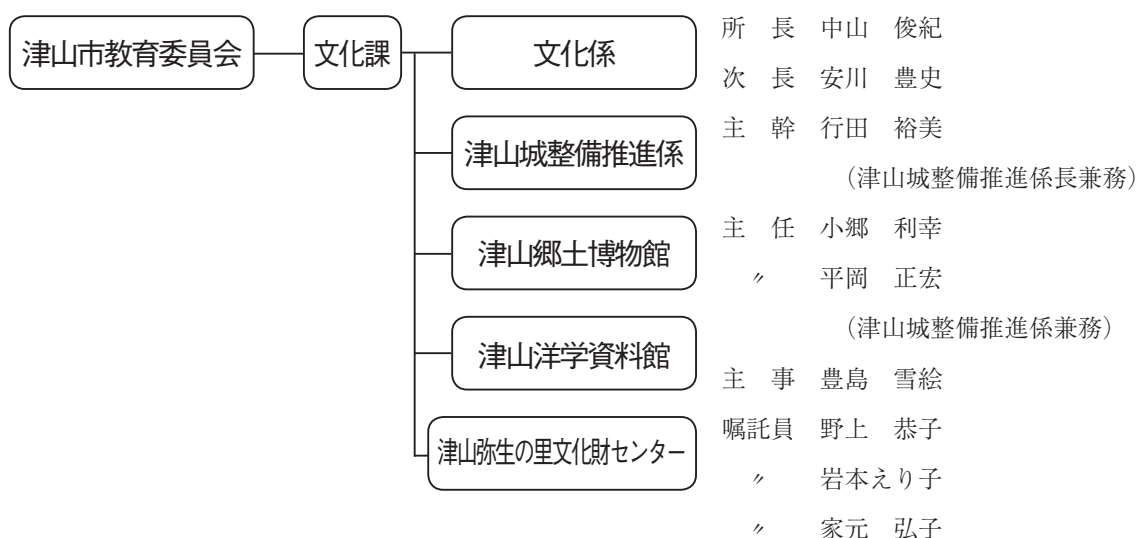 津山市教育委員会
文化課
文化係
津山城整備推進係
津山郷土博物館
津山洋学資料館
津山弥生の里文化財センター
所　長　中山　俊紀
次　長　安川　豊史
主　幹　行田　裕美
（津山城整備推進係長兼務）
主　任　小郷　利幸
〃　　平岡　正宏
（津山城整備推進係兼務）
主　事　豊島　雪絵
嘱託員　野上　恭子
〃　　岩本えり子
〃　　家元　弘子